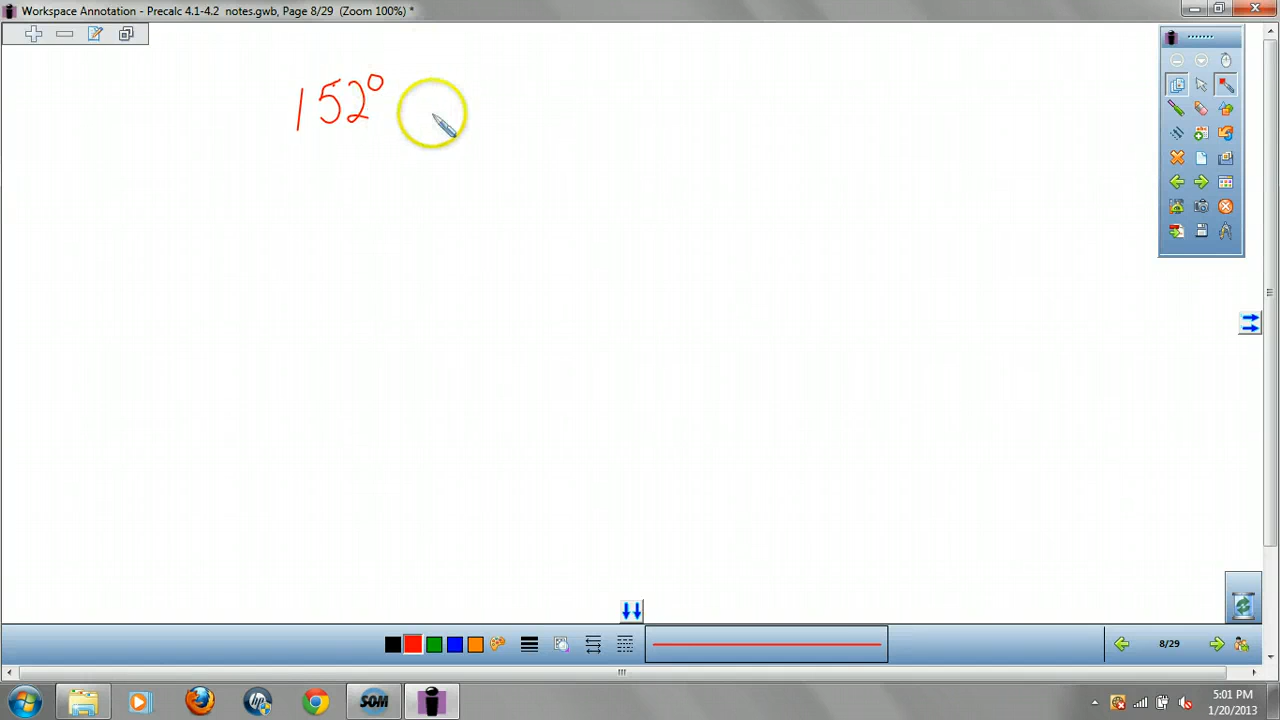 Workspace Annotation - Precalc 4.1-4.2 notes.gwb, Page 8/29 (Zoom 100%) *
152°
8/29
SOM
5:01 PM
1/20/2013